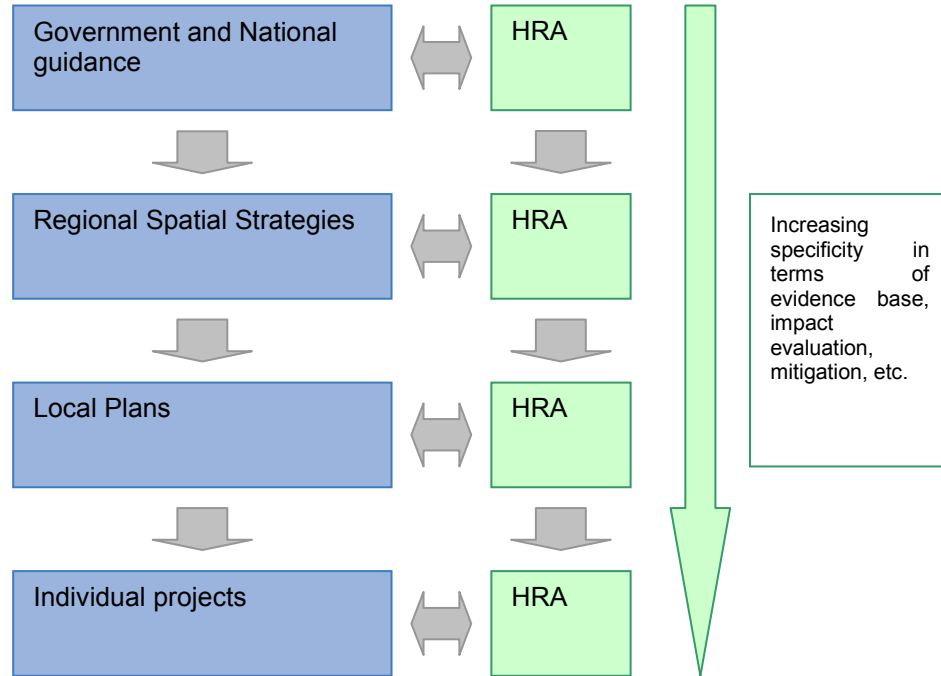 Government and National
guidance
HRA
Regional Spatial Strategies
HRA
Increasing
specificity in
terms of
evidence base,
impact
evaluation,
mitigation, etc.
Local Plans
HRA
Individual projects
HRA